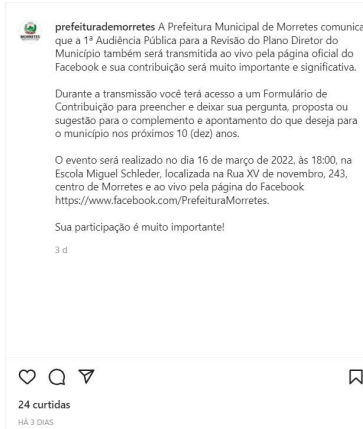 MORRETES
prefeiturademorretes A Prefeitura Municipal de Morretes comunica
que a 1ª Audiência Pública para a Revisão do Plano Diretor do
Município também será transmitida ao vivo pela página oficial do
Facebook e sua contribuição será muito importante e significativa.
Durante a transmissão você terá acesso a um Formulário de
Contribuição para preencher e deixar sua pergunta, proposta ou
sugestão para o complemento e apontamento do que deseja para
o município nos próximos 10 (dez) anos.
O evento será realizado no dia 16 de março de 2022, às 18:00, na
Escola Miguel Schleder, localizada na Rua XV de novembro, 243,
centro de Morretes e ao vivo pela página do Facebook
https://www.facebook.com/PrefeituraMorretes.
Sua participação é muito importante!
3 d
24 curtidas
HÁ 3 DIAS